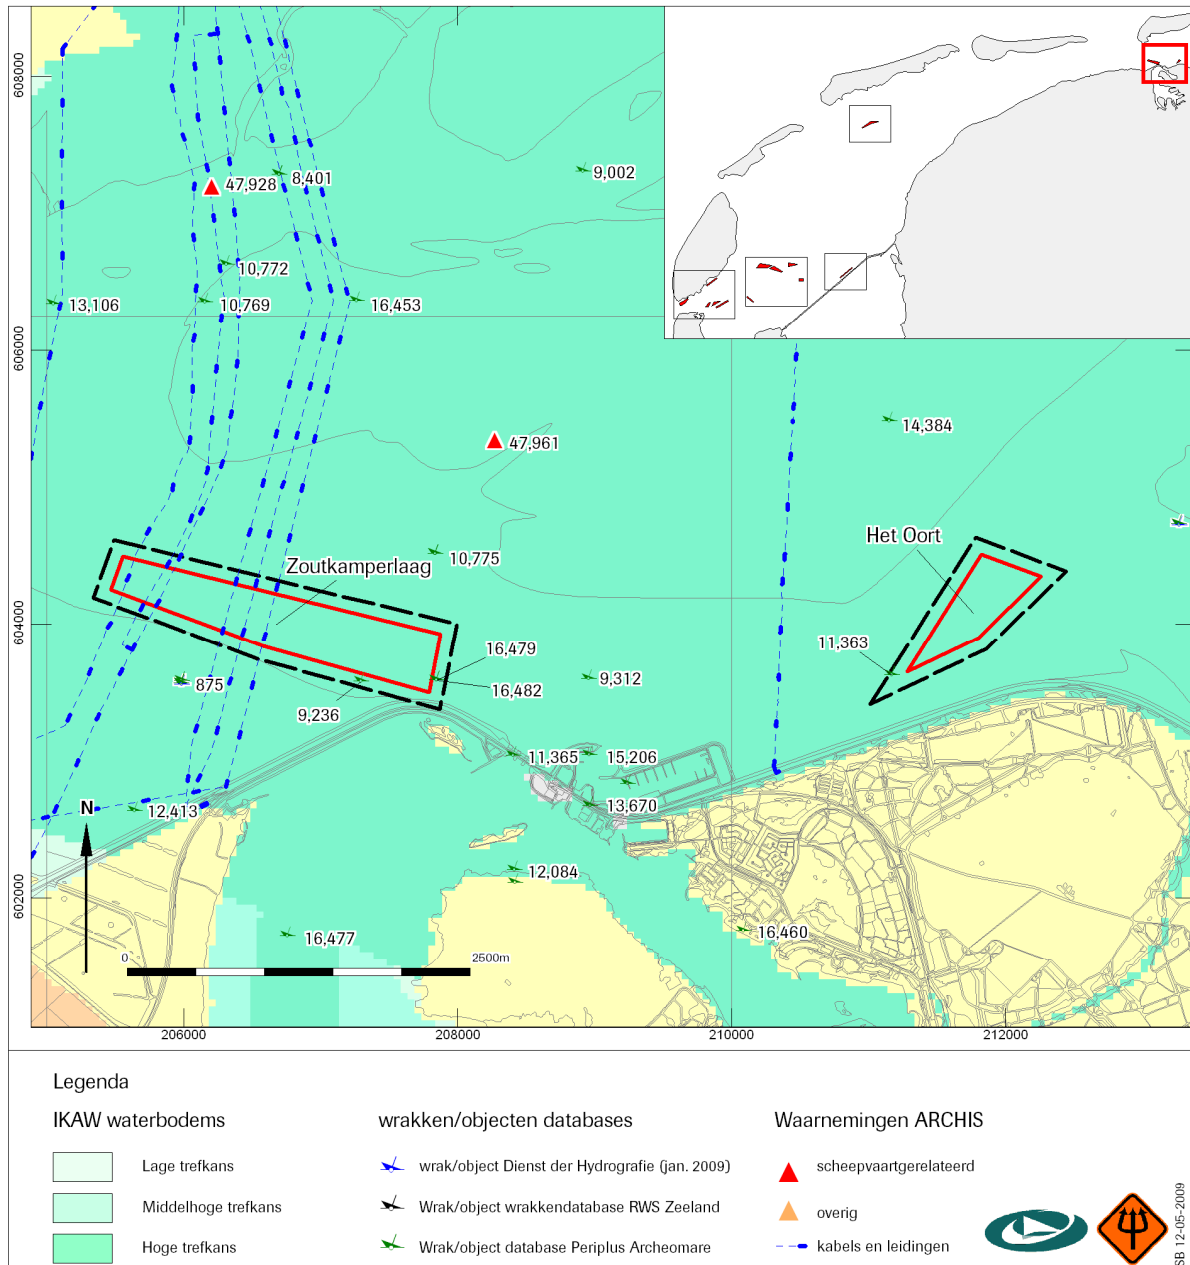 608000
606000
604000
602000
47,928
8,401
9,002
10,772
13,106
10,769
16,453
14,384
47,961
Het Oort
10,775
Zoutkamperlaag
11,363
16,479
9,312
875
16,482
9,236
11,365
15,206
13,670
12,413
N
12,084
16,477
16,460
0
2500m
206000
208000
210000
212000
Legenda
IKAW waterbodems
Lage trefkans
Middelhoge trefkans
Hoge trefkans
wrakken/objecten databases
wrak/object Dienst der Hydrografie (jan. 2009)
Wrak/object wrakkendatabase RWS Zeeland
Wrak/object database Periplus Archeomare
Waarnemingen ARCHIS
scheepvaartgerelateerd
overig
kabels en leidingen
SB 12-05-2009